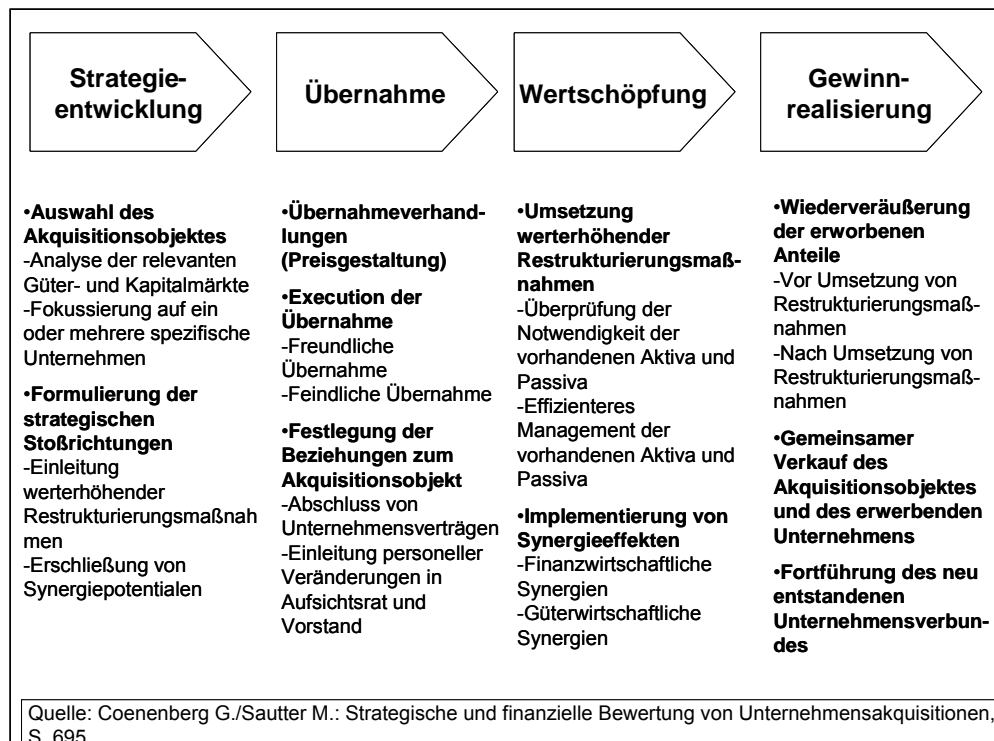 Strategie-
entwicklung
Übernahme
Wertschöpfung
Gewinn-
realisierung
•Auswahl des
Akquisitionsobjektes
-Analyse der relevanten
Güter- und Kapitalmärkte
-Fokussierung auf ein
oder mehrere spezifische
Unternehmen
•Formulierung der
strategischen
Stoßrichtungen
-Einleitung
werterhöhender
Restrukturierungsmaßnah
men
-Erschließung von
Synergiepotentialen
•Übernahmeverhand-
lungen
(Preisgestaltung)
•Execution der
Übernahme
-Freundliche
Übernahme
-Feindliche Übernahme
•Festlegung der
Beziehungen zum
Akquisitionsobjekt
-Abschluss von
Unternehmensverträgen
-Einleitung personeller
Veränderungen in
Aufsichtsrat und
Vorstand
•Umsetzung
werterhöhender
Restrukturierungsmaß-
nahmen
-Überprüfung der
Notwendigkeit der
vorhandenen Aktiva und
Passiva
-Effizienteres
Management der
vorhandenen Aktiva und
Passiva
•Implementierung von
Synergieeffekten
-Finanzwirtschaftliche
Synergien
-Güterwirtschaftliche
Synergien
•Wiederveräußerung
der erworbenen
Anteile
-Vor Umsetzung von
Restrukturierungsmaß-
nahmen
-Nach Umsetzung von
Restrukturierungsmaß-
nahmen
•Gemeinsamer
Verkauf des
Akquisitionsobjektes
und des erwerbenden
Unternehmens
•Fortführung des neu
entstandenen
Unternehmensverbun-
des
Quelle: Coenenberg G./Sautter M.: Strategische und finanzielle Bewertung von Unternehmensakquisitionen,
S. 695